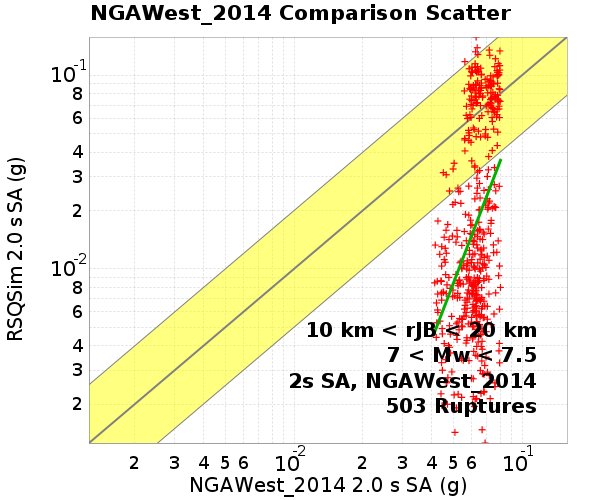 NGAWest_2014 Comparison Scatter
RSQSim 2.0 s SA (g)
10-1
8
6
4
3
2
10-2
8
6
4
3
2
10 km < rJB < 20 km
7 < Mw < 7.5
2s SA, NGAWest_2014
503 Ruptures
2 3 4 5 6 10-2 2 3 4 5 6 10-1
NGAWest_2014 2.0 s SA (g)